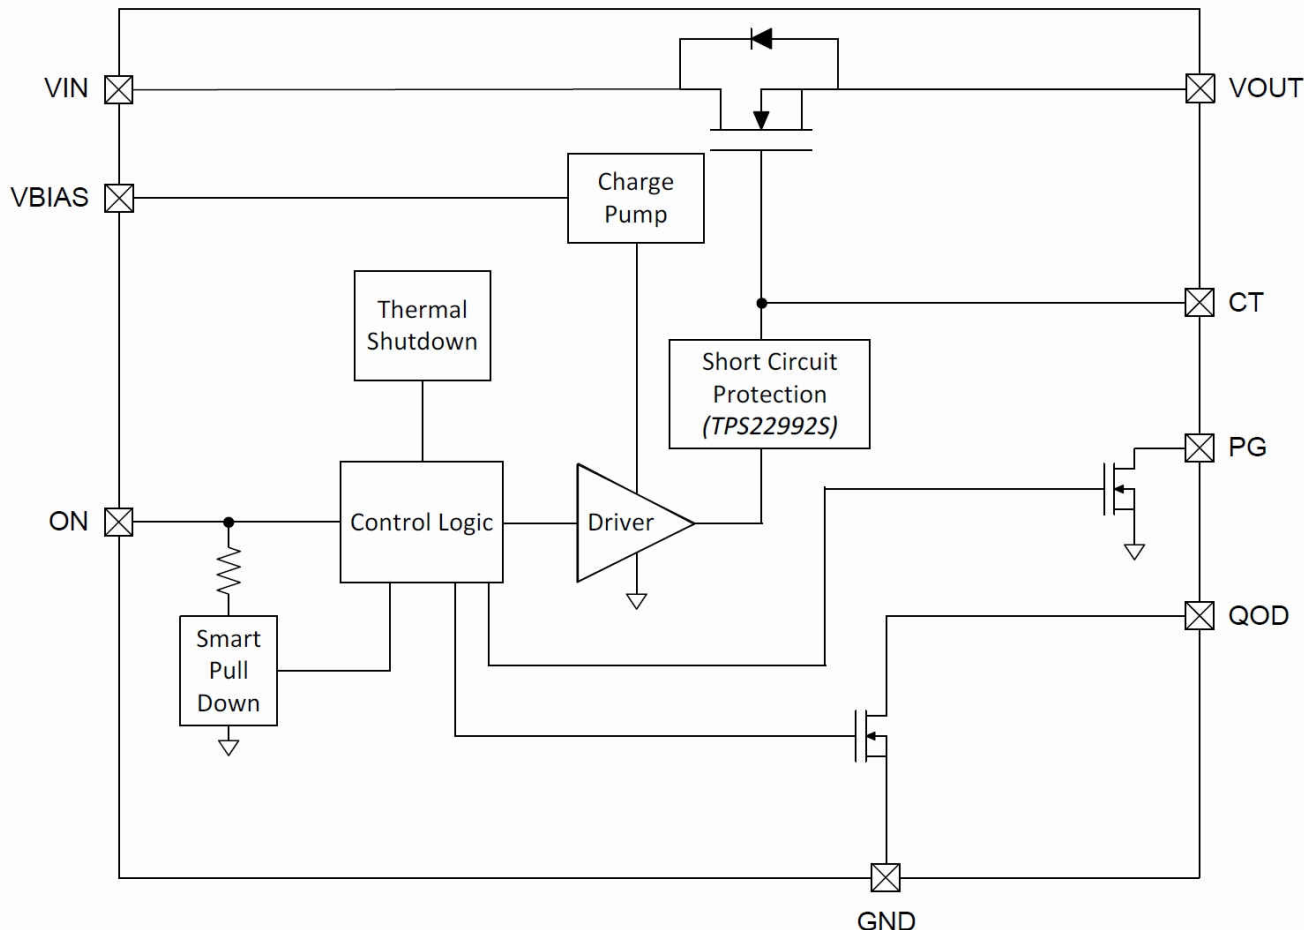 VIN
VOUT
VBIAS
Charge
Pump
Thermal
Shutdown
CT
Short Circuit
Protection
(TPS22992S)
PG
ON
Control Logic
Driver
QOD
Smart
Pull
Down
GND